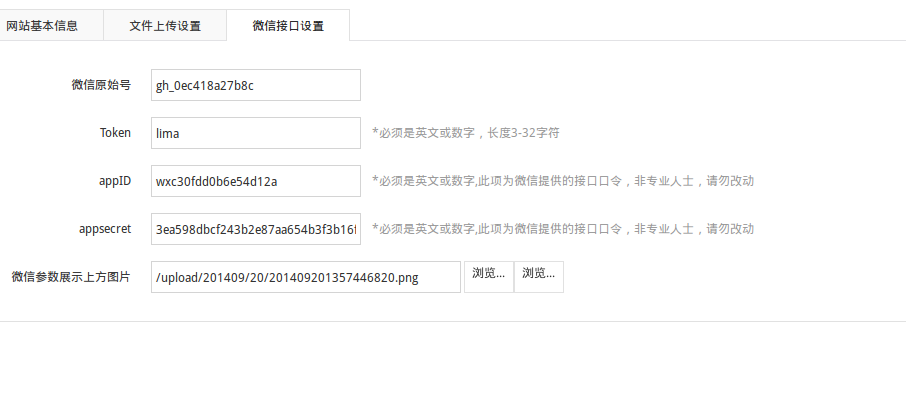 网站基本信息 文件上传设置 微信接口设置
微信原始号 gh_0ec418a27b8c
Token lima *必须是英文或数字，长度3-32字符
appID wxc30fdd0b6e54d12a *必须是英文或数字,此项为微信提供的接口口令，非专业人士，请勿改动
appsecret 3ea598dbcf243b2e87aa654b3f3b16f *必须是英文或数字,此项为微信提供的接口口令，非专业人士，请勿改动
微信参数展示上方图片 /upload/201409/20/201409201357446820.png 浏览... 浏览...